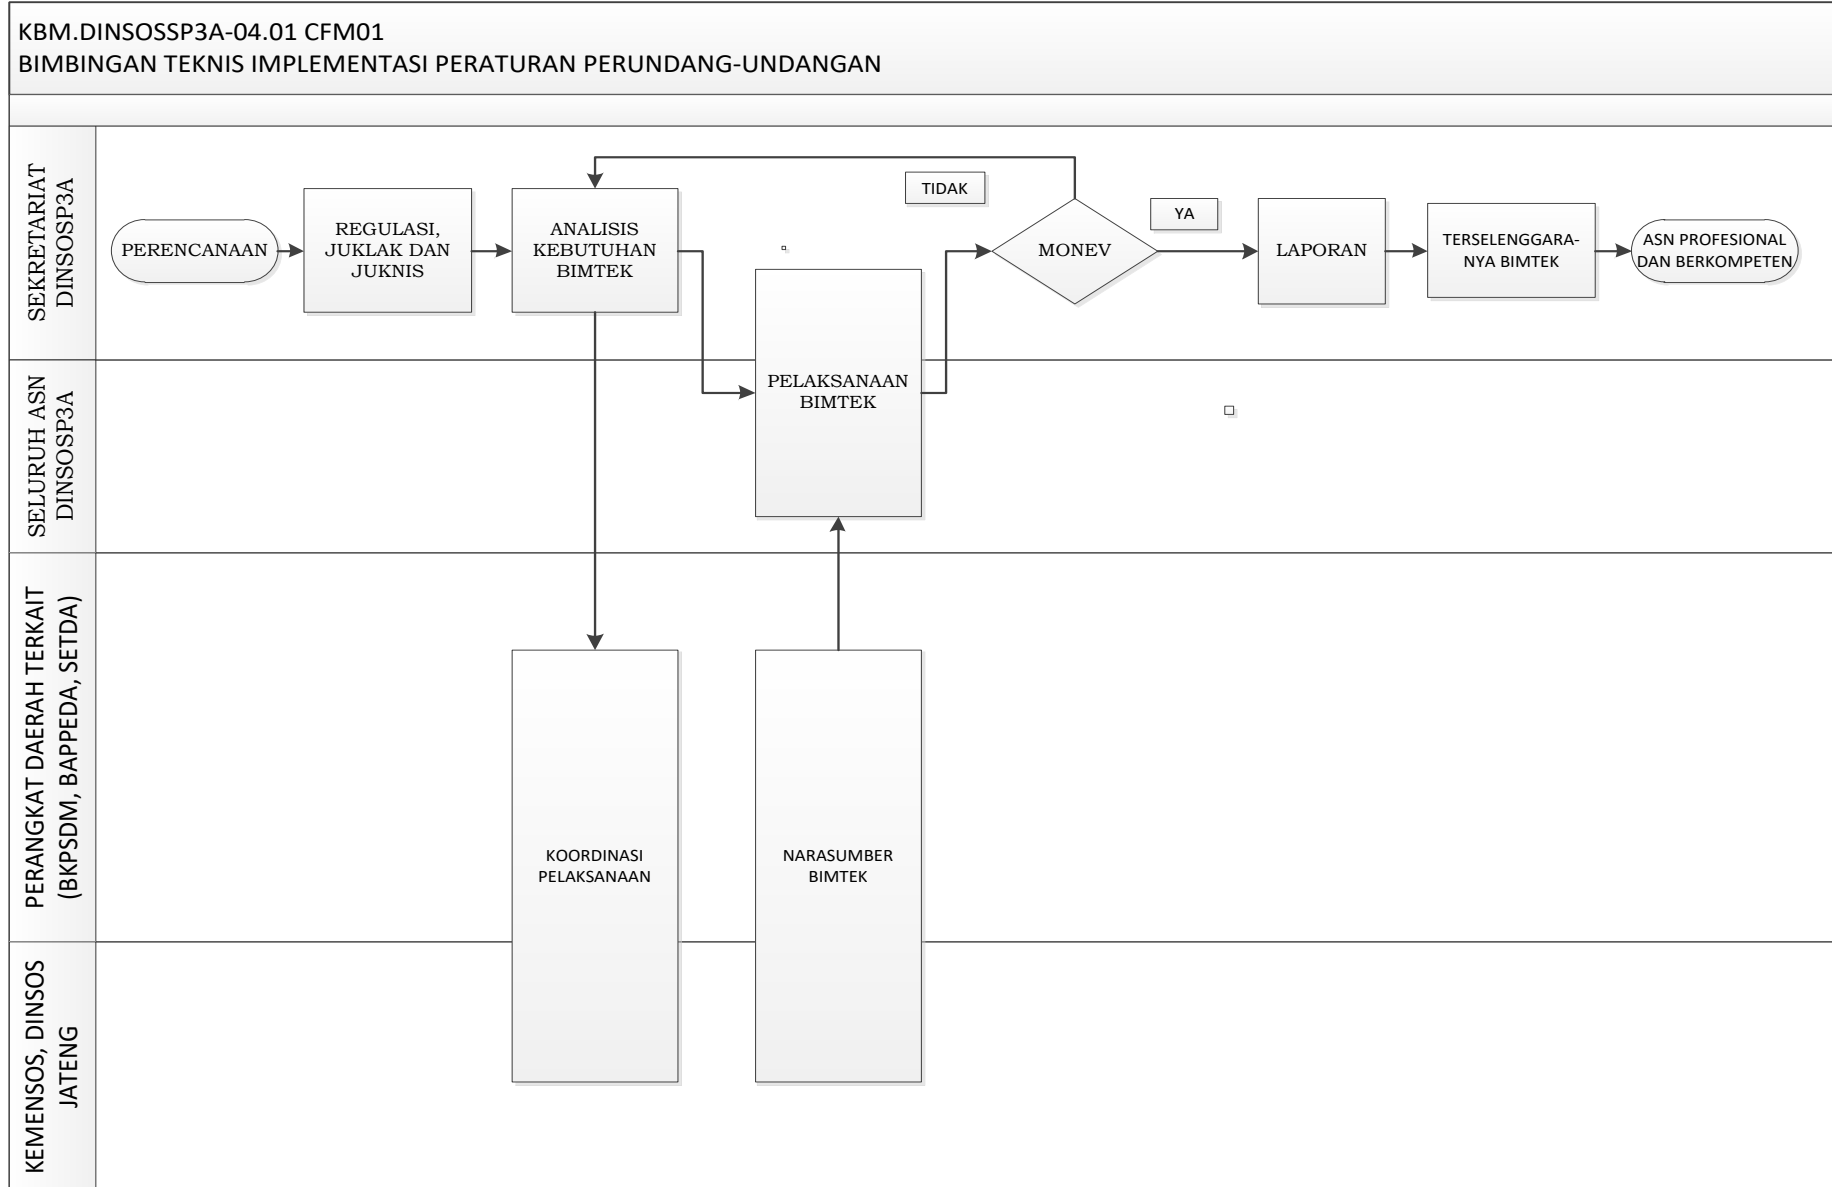 KBM.DINSOSSP3A-04.01 CFM01
BIMBINGAN TEKNIS IMPLEMENTASI PERATURAN PERUNDANG-UNDANGAN
SEKRETARIAT
DINSOSP3A
PERENCANAAN
REGULASI,
JUKLAK DAN
JUKNIS
ANALISIS
KEBUTUHAN
BIMTEK
TIDAK
MONEV
YA
LAPORAN
TERSELENGGARA-
NYA BIMTEK
ASN PROFESIONAL
DAN BERKOMPETEN
SELURUH ASN
DINSOSP3A
PELAKSANAAN
BIMTEK
PERANGKAT DAERAH TERKAIT
(BKPSDM, BAPPEDA, SETDA)
KOORDINASI
PELAKSANAAN
NARASUMBER
BIMTEK
KEMENSOS, DINSOS
JATENG